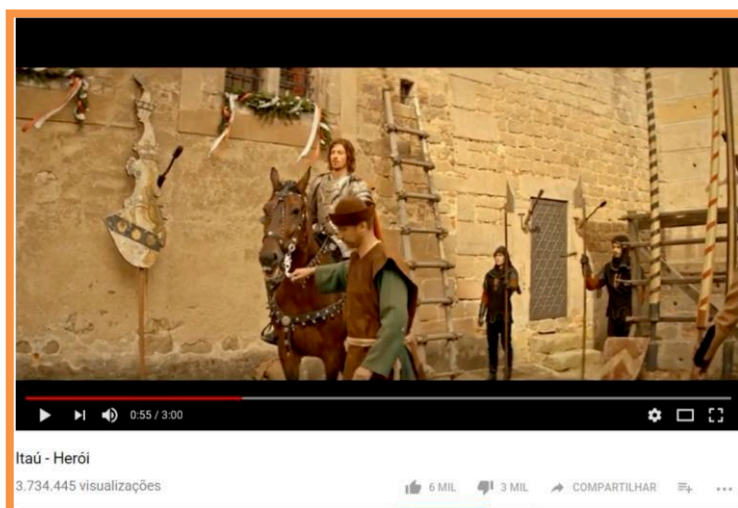 0:55 / 3:00
Itaú - Herói
3.734.445 visualizações
6 MIL 3 MIL COMPARTILHAR